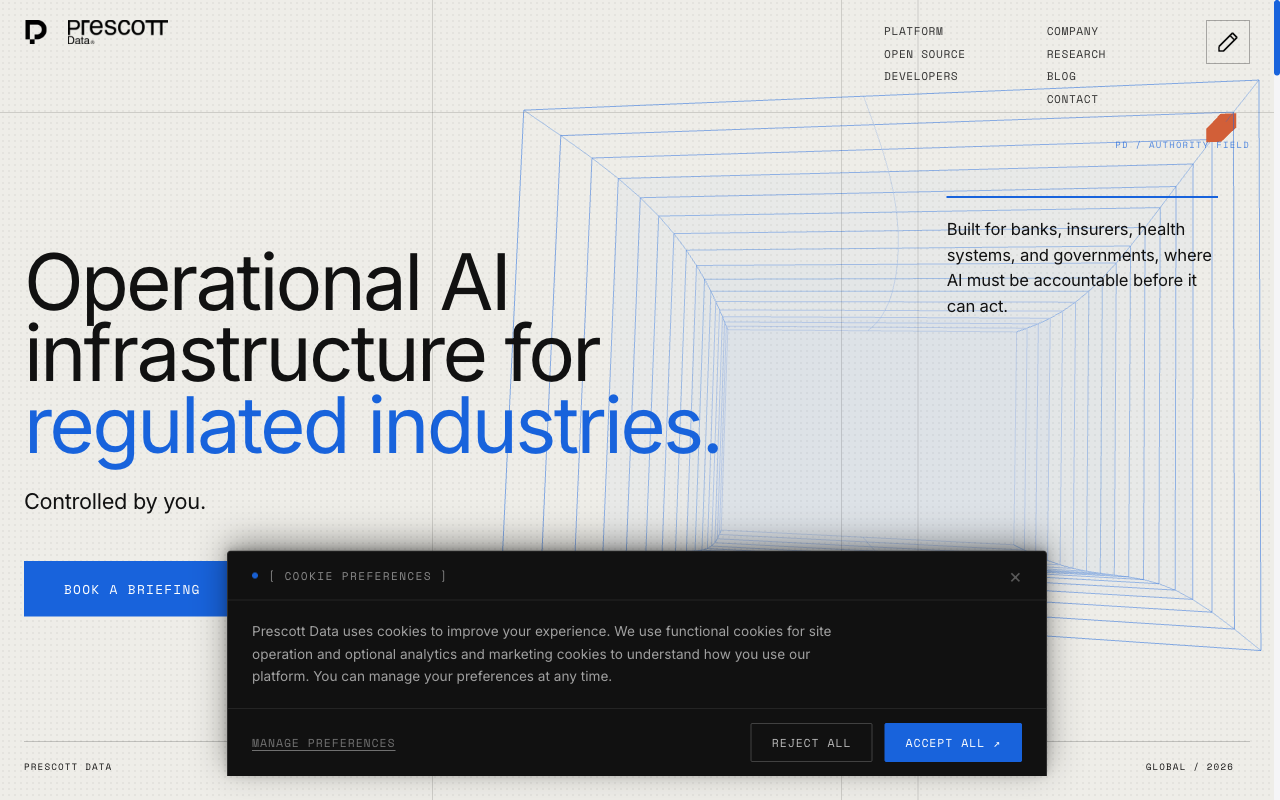 Prescott
Data®
PLATFORM
OPEN SOURCE
DEVELOPERS
COMPANY
RESEARCH
BLOG
CONTACT
PD / AUTHORITY FIELD
Built for banks, insurers, health
systems, and governments, where
AI must be accountable before it
can act.
Operational AI
infrastructure for
regulated industries.
Controlled by you.
BOOK A BRIEFING
[ COOKIE PREFERENCES ]
Prescott Data uses cookies to improve your experience. We use functional cookies for site
operation and optional analytics and marketing cookies to understand how you use our
platform. You can manage your preferences at any time.
MANAGE PREFERENCES
REJECT ALL
ACCEPT ALL ↗
PRESCOTT DATA
GLOBAL / 2026